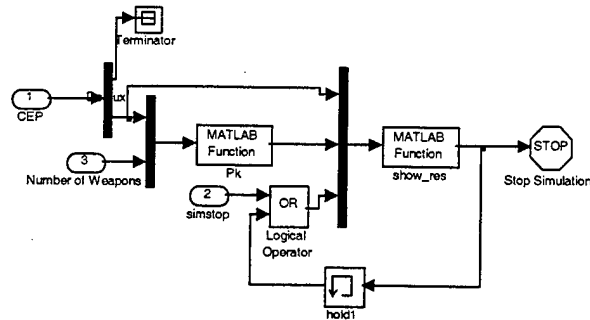 Terminator
1
CEP
ux
3
Number of Weapons
MATLAB
Function
Pk
2
simstop
OR
Logical
Operator
MATLAB
Function
show_res
STOP
Stop Simulation
hold1